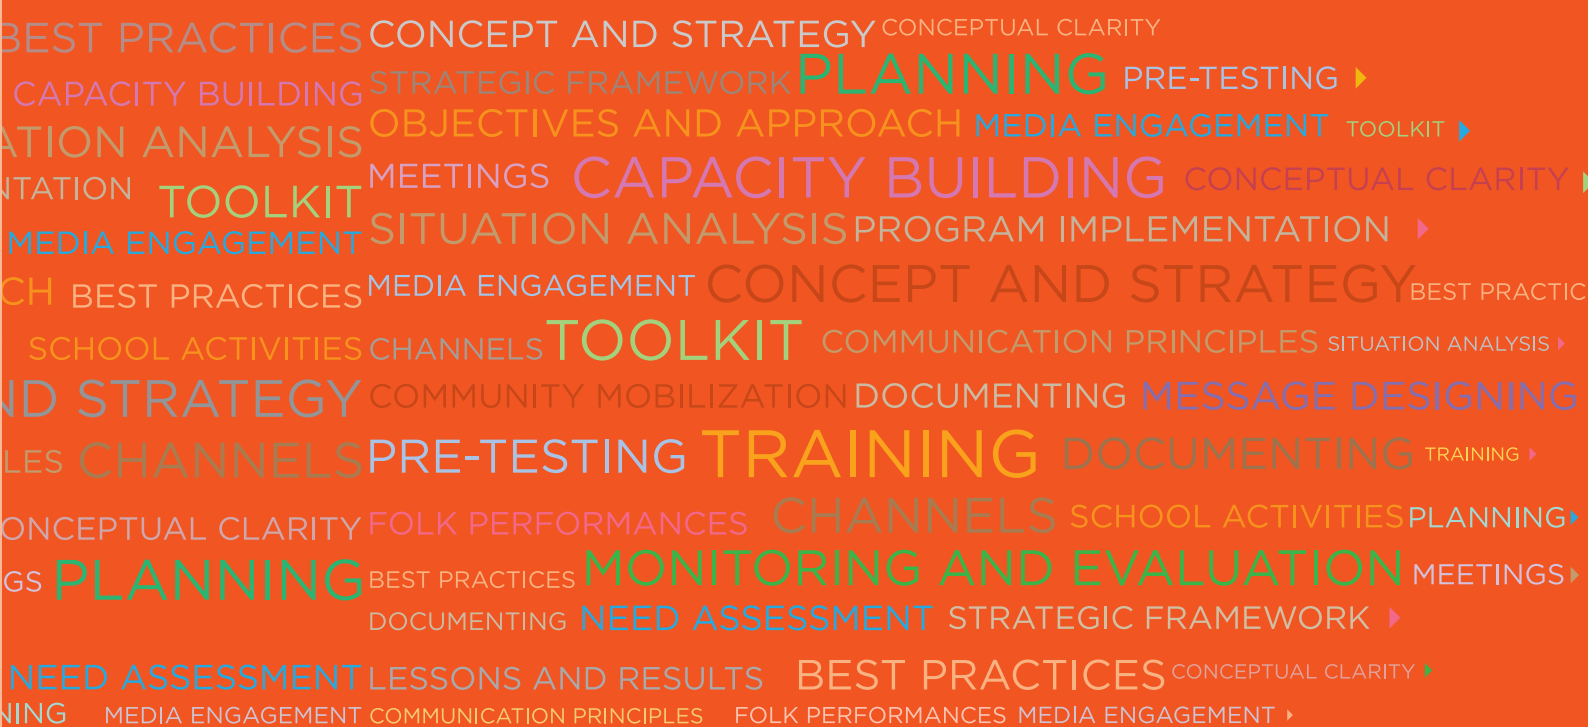 BEST PRACTICES CONCEPT AND STRATEGY CONCEPTUAL CLARITY
CAPACITY BUILDING STRATEGIC FRAMEWORK PLANNING PRE-TESTING
ATION ANALYSIS OBJECTIVES AND APPROACH MEDIA ENGAGEMENT TOOLKIT
NTATION TOOLKIT MEETINGS CAPACITY BUILDING CONCEPTUAL CLARITY
MEDIA ENGAGEMENT SITUATION ANALYSIS PROGRAM IMPLEMENTATION
CH BEST PRACTICES MEDIA ENGAGEMENT CONCEPT AND STRATEGY BEST PRACTIC
SCHOOL ACTIVITIES CHANNELS TOOLKIT COMMUNICATION PRINCIPLES SITUATION ANALYSIS
ND STRATEGY COMMUNITY MOBILIZATION DOCUMENTING MESSAGE DESIGNING
LES CHANNELS PRE-TESTING TRAINING DOCUMENTING TRAINING
ONCEPTUAL CLARITY FOLK PERFORMANCES CHANNELS SCHOOL ACTIVITIES PLANNING
GS PLANNING BEST PRACTICES MONITORING AND EVALUATION MEETINGS
DOCUMENTING NEED ASSESSMENT STRATEGIC FRAMEWORK
NEED ASSESSMENT LESSONS AND RESULTS BEST PRACTICES CONCEPTUAL CLARITY
NING MEDIA ENGAGEMENT COMMUNICATION PRINCIPLES FOLK PERFORMANCES MEDIA ENGAGEMENT